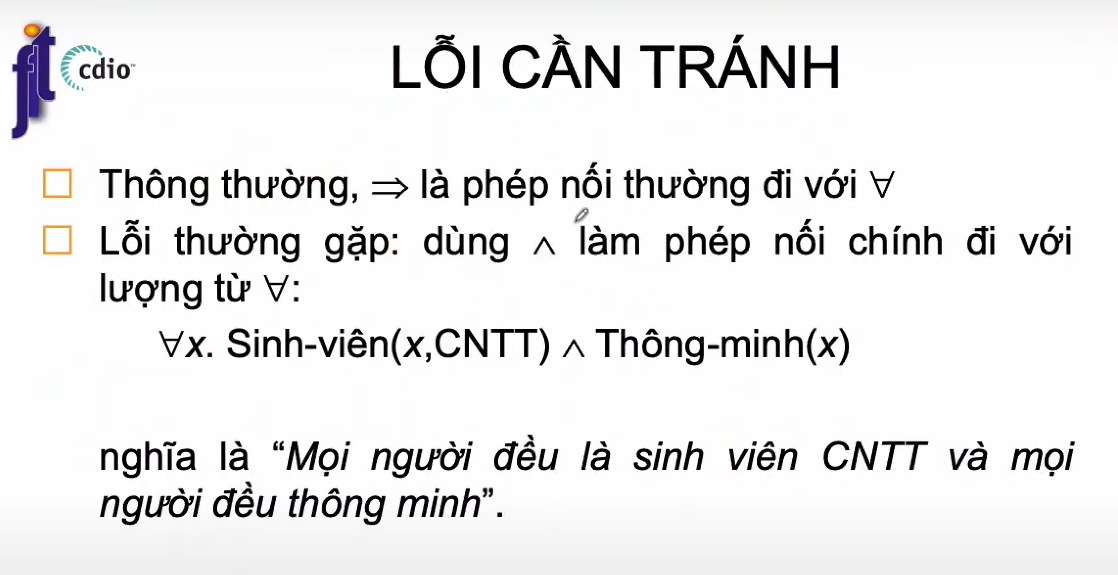 fit cdio™
LỖI CẦN TRÁNH
Thông thường, ⇒ là phép nối thường đi với ∀
Lỗi thường gặp: dùng ∧ làm phép nối chính đi với
lượng từ ∀:
∀x. Sinh-viên(x,CNTT) ∧ Thông-minh(x)
nghĩa là “Mọi người đều là sinh viên CNTT và mọi
người đều thông minh”.